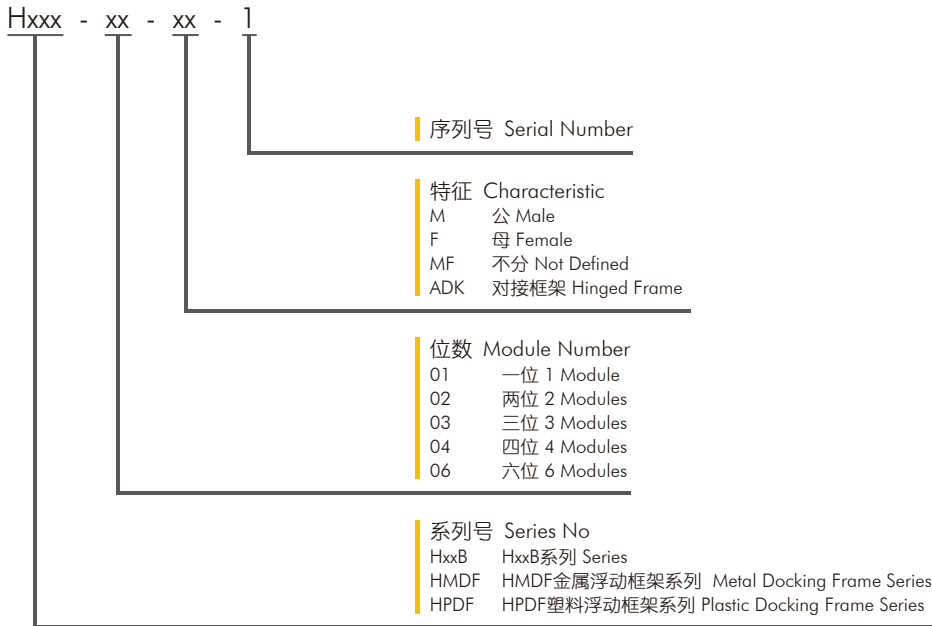 Hxxx - xx - xx - 1
序列号 Serial Number
特征 Characteristic
M 公 Male
F 母 Female
MF 不分 Not Defined
ADK 对接框架 Hinged Frame
位数 Module Number
01 一位 1 Module
02 两位 2 Modules
03 三位 3 Modules
04 四位 4 Modules
06 六位 6 Modules
系列号 Series No
HxxB HxxB系列 Series
HMDF HMDF金属浮动框架系列 Metal Docking Frame Series
HPDF HPDF塑料浮动框架系列 Plastic Docking Frame Series